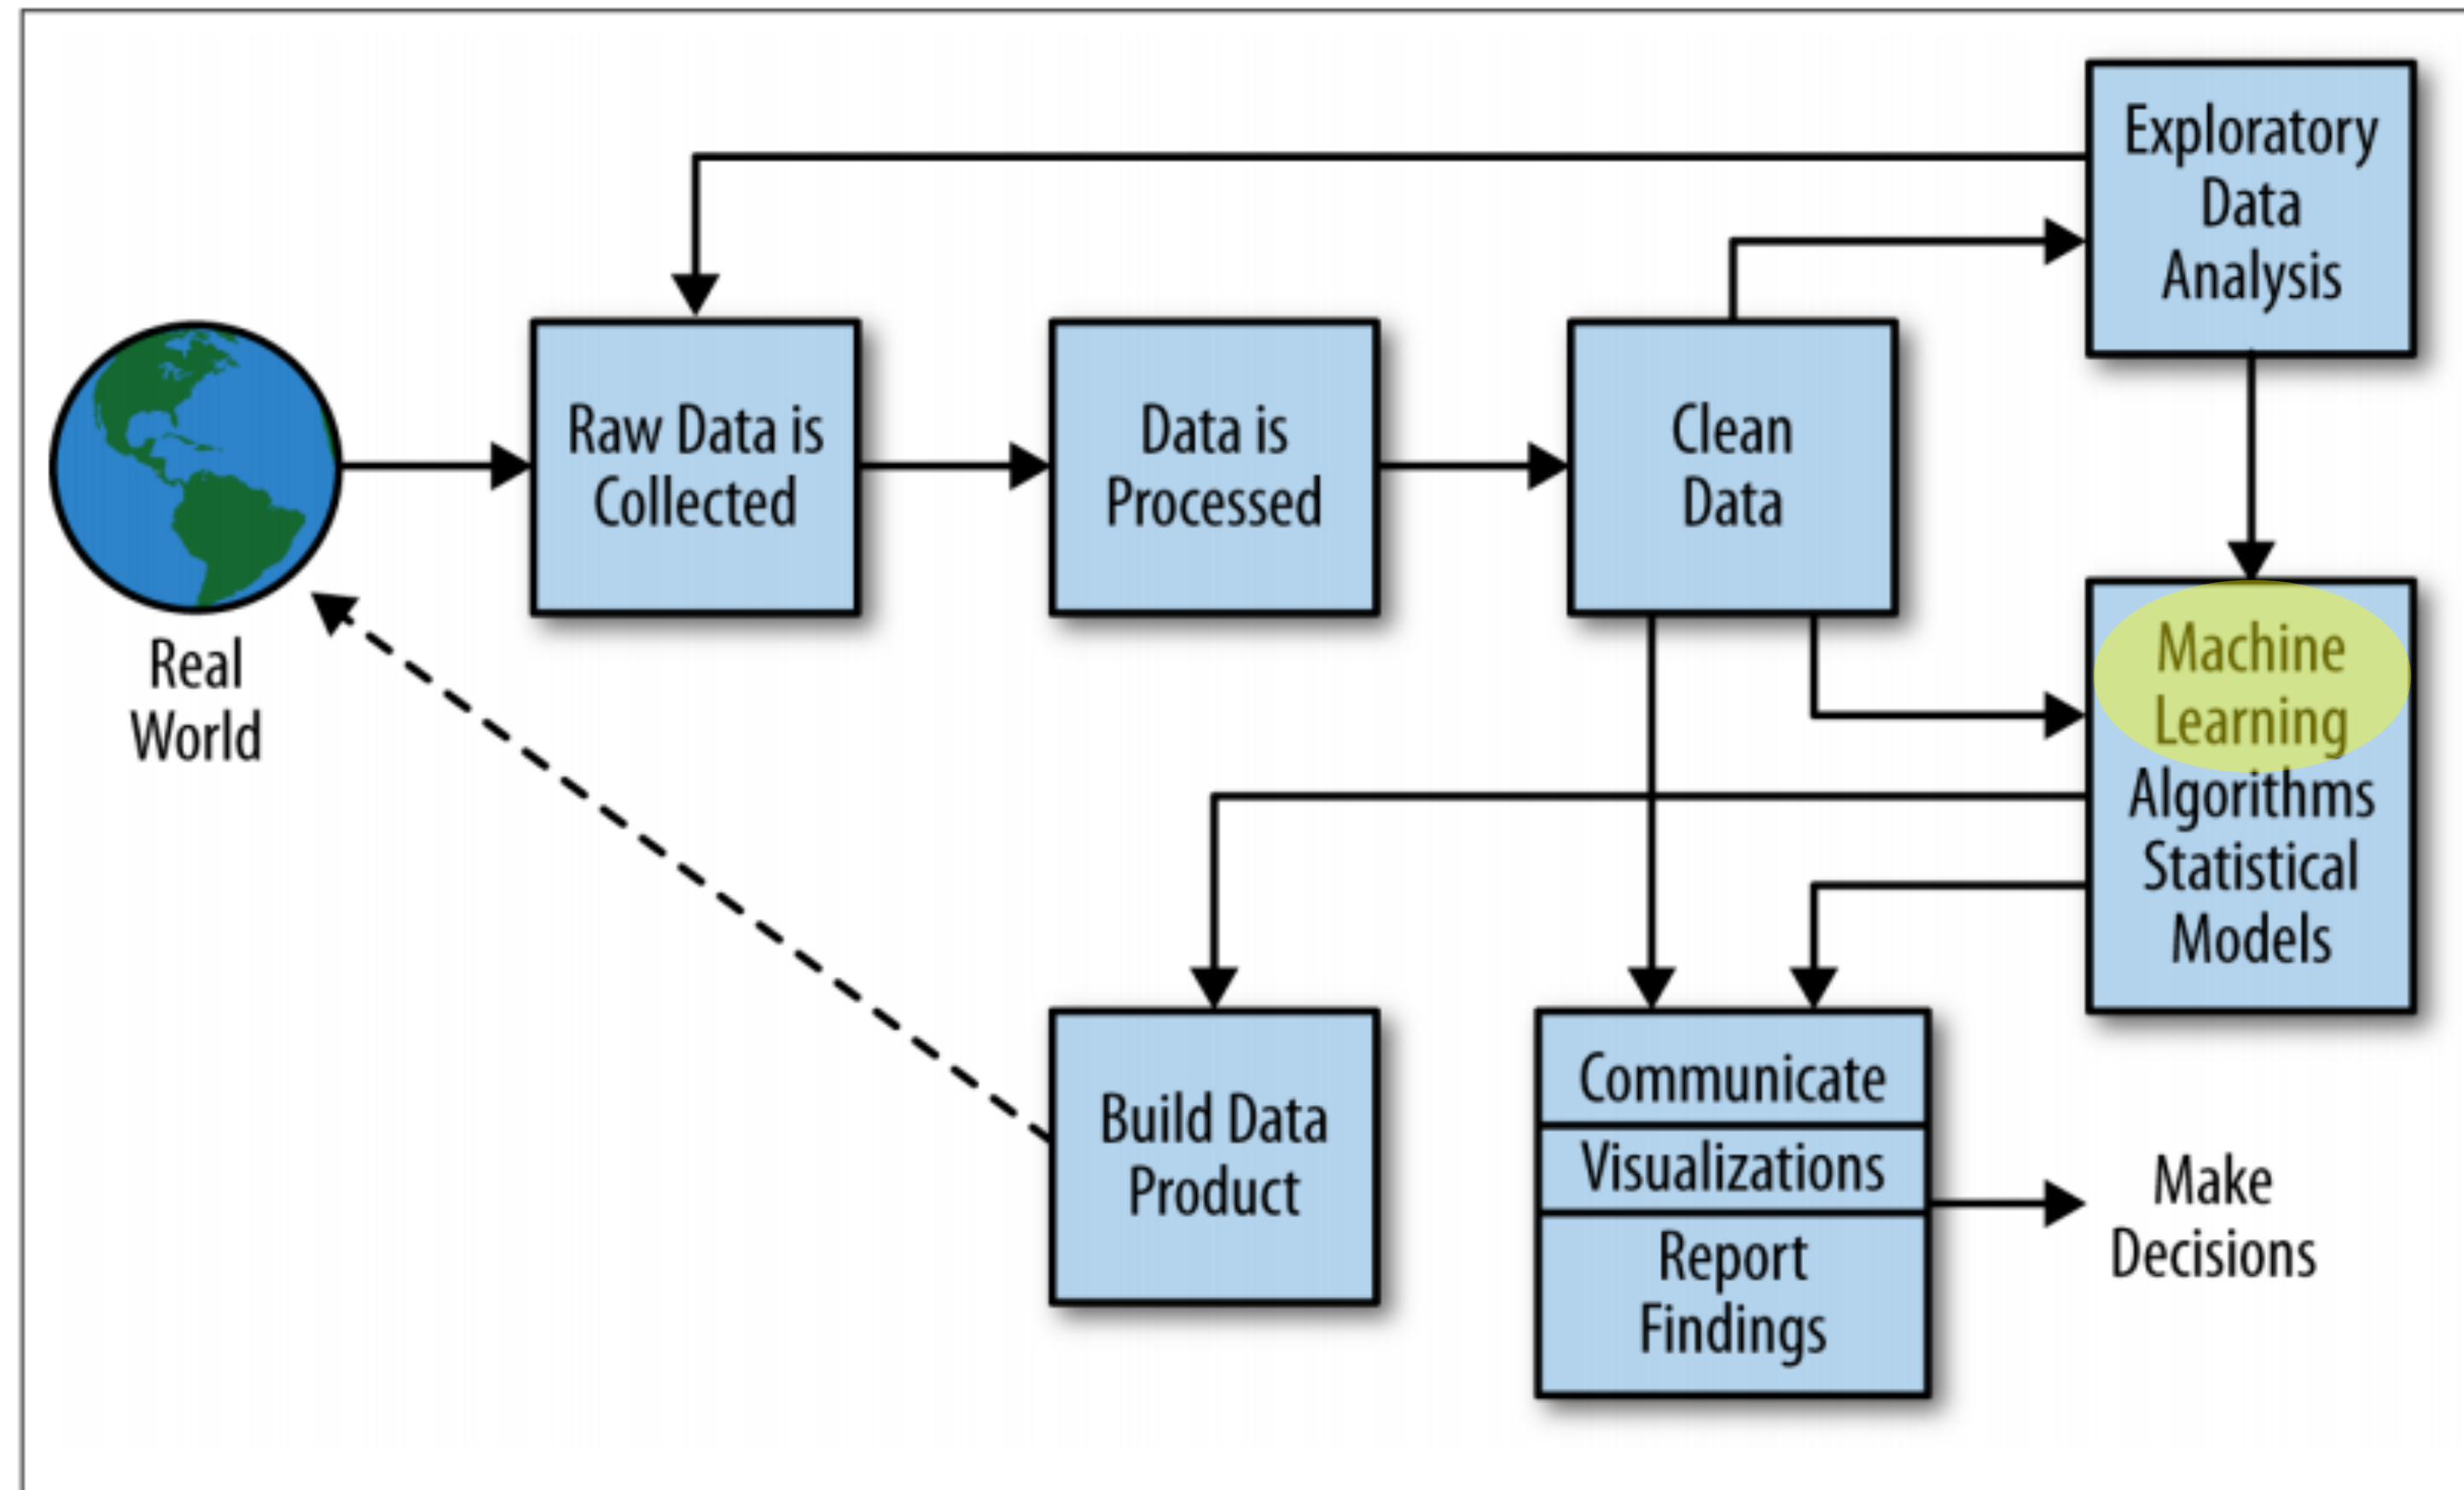 Exploratory
Data
Analysis
Raw Data is
Collected
Data is
Processed
Clean
Data
Real
World
Machine
Learning
Algorithms
Statistical
Models
Build Data
Product
Communicate
Visualizations
Report
Findings
Make
Decisions